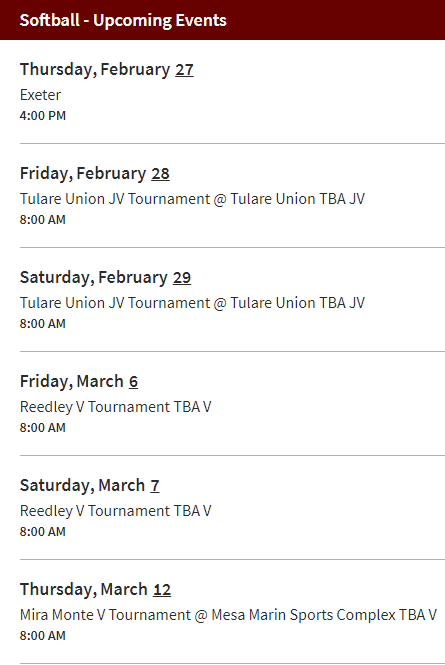 Softball - Upcoming Events
Thursday, February 27
Exeter
4:00 PM
Friday, February 28
Tulare Union JV Tournament @ Tulare Union TBA JV
8:00 AM
Saturday, February 29
Tulare Union JV Tournament @ Tulare Union TBA JV
8:00 AM
Friday, March 6
Reedley V Tournament TBA V
8:00 AM
Saturday, March 7
Reedley V Tournament TBA V
8:00 AM
Thursday, March 12
Mira Monte V Tournament @ Mesa Marin Sports Complex TBA V
8:00 AM